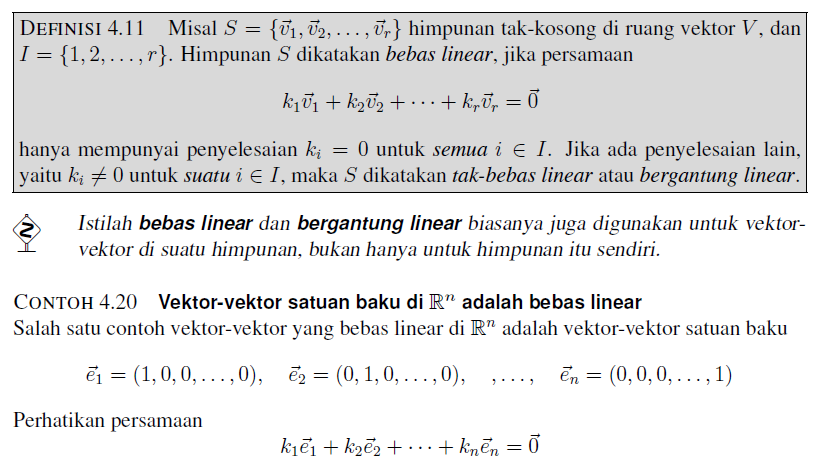 DEFINISI 4.11 Misal S = {v⃗₁, v⃗₂, . . . , v⃗ᵣ} himpunan tak-kosong di ruang vektor V, dan
I = {1, 2, . . . , r}. Himpunan S dikatakan bebas linear, jika persamaan
k₁v⃗₁ + k₂v⃗₂ + · · · + kᵣv⃗ᵣ = 0⃗
hanya mempunyai penyelesaian kᵢ = 0 untuk semua i ∈ I. Jika ada penyelesaian lain,
yaitu kᵢ ≠ 0 untuk suatu i ∈ I, maka S dikatakan tak-bebas linear atau bergantung linear.
Istilah bebas linear dan bergantung linear biasanya juga digunakan untuk vektor-
vektor di suatu himpunan, bukan hanya untuk himpunan itu sendiri.
CONTOH 4.20 Vektor-vektor satuan baku di ℝⁿ adalah bebas linear
Salah satu contoh vektor-vektor yang bebas linear di ℝⁿ adalah vektor-vektor satuan baku
e⃗₁ = (1, 0, 0, . . . , 0), e⃗₂ = (0, 1, 0, . . . , 0), , . . . , e⃗ₙ = (0, 0, 0, . . . , 1)
Perhatikan persamaan
k₁e⃗₁ + k₂e⃗₂ + · · · + kₙe⃗ₙ = 0⃗